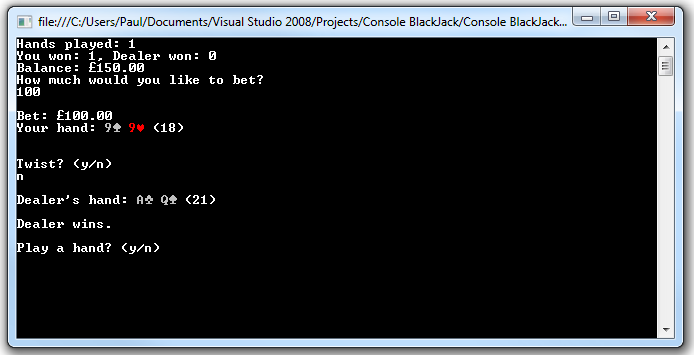 file:///C:/Users/Paul/Documents/Visual Studio 2008/Projects/Console BlackJack/Console BlackJack...
Hands played: 1
You won: 1, Dealer won: 0
Balance: £150.00
How much would you like to bet?
100
Bet: £100.00
Your hand: 9♣ 9♥ (18)
Twist? (y/n)
n
Dealer's hand: A♣ Q♠ (21)
Dealer wins.
Play a hand? (y/n)